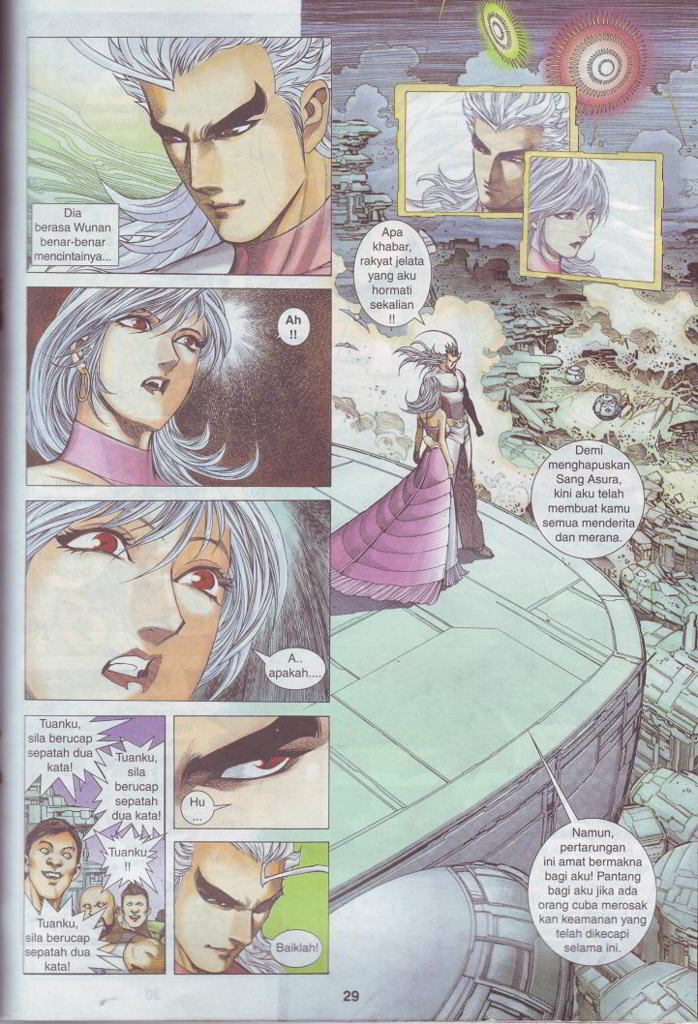 Dia
berasa Wunan
benar-benar
mencintainya...
Ah
!!
A..
apakah....
Tuanku,
sila berucap
sepatah dua
kata!
Tuanku,
sila
berucap
sepatah
dua kata!
Tuanku
!!
Tuanku,
sila berucap
sepatah dua
kata!
Hu
...
Baiklah!
Apa
khabar,
rakyat jelata
yang aku
hormati
sekalian
!!
Demi
menghapuskan
Sang Asura,
kini aku telah
membuat kamu
semua menderita
dan merana.
Namun,
pertarungan
ini amat bermakna
bagi aku! Pantang
bagi aku jika ada
orang cuba merosak
kan keamanan yang
telah dikecapi
selama ini.
29